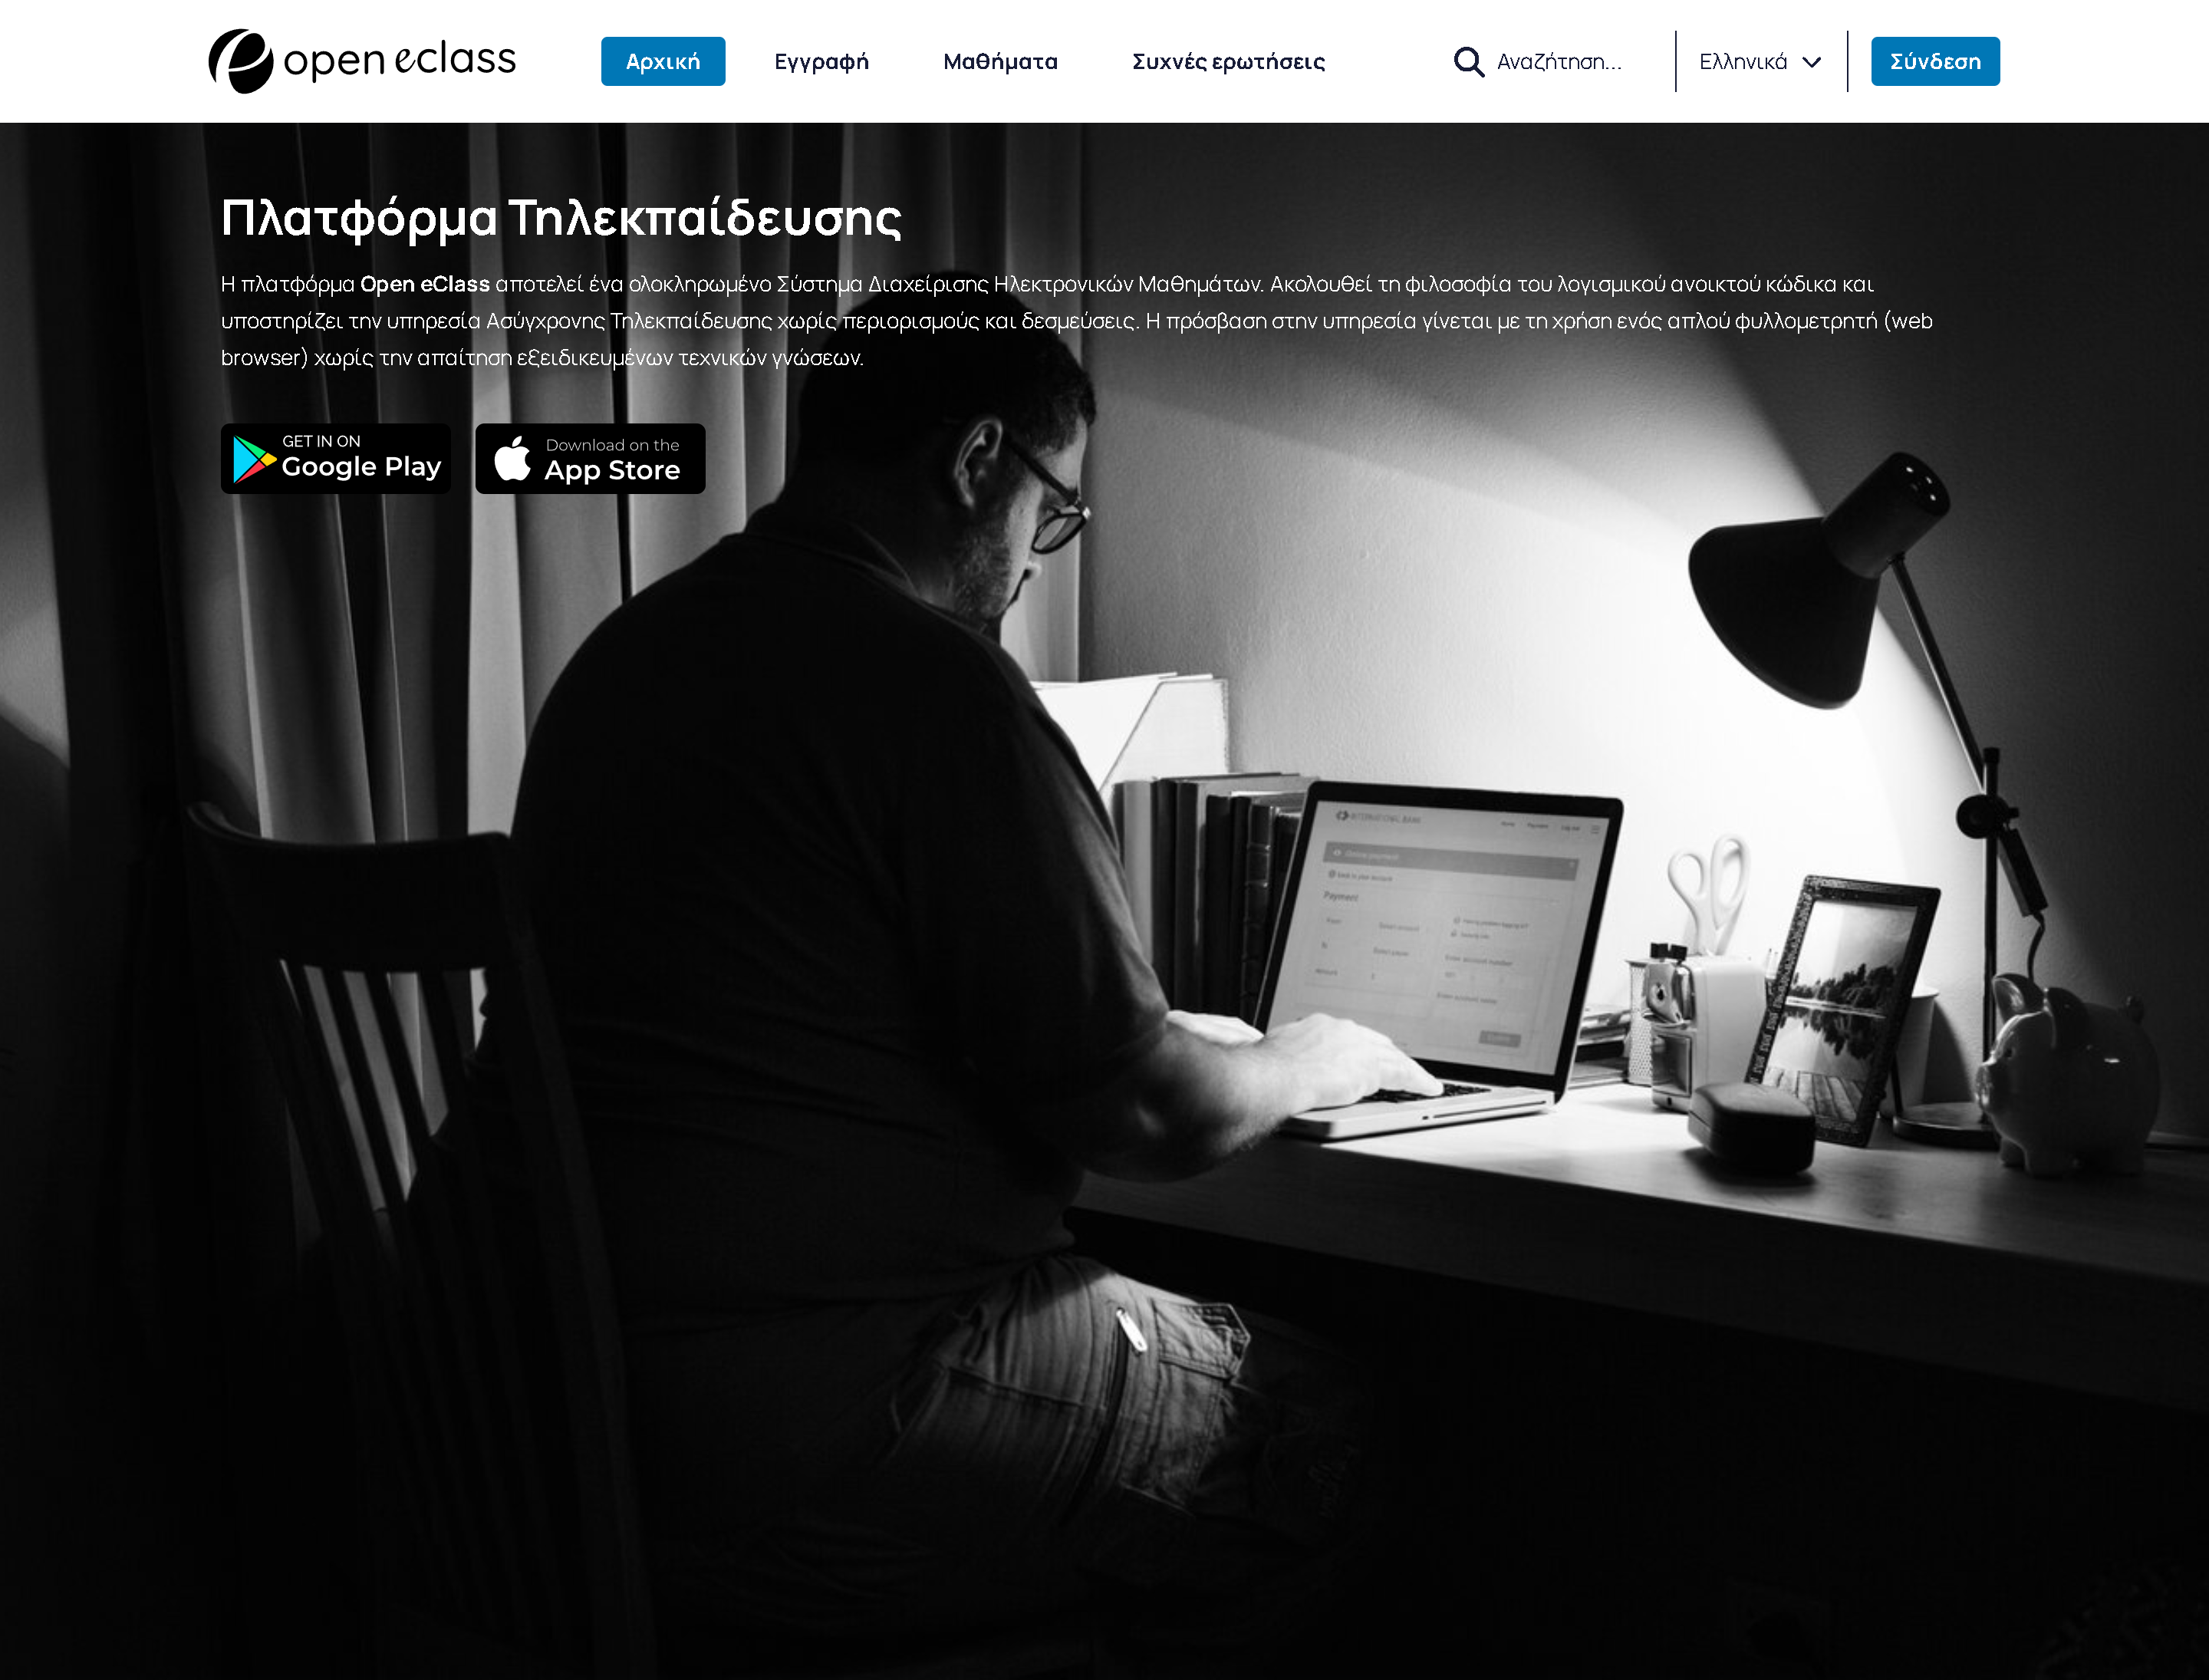 open eclass
Αρχική
Εγγραφή
Μαθήματα
Συχνές ερωτήσεις
Αναζήτηση...
Ελληνικά
Σύνδεση
Πλατφόρμα Τηλεκπαίδευσης
Η πλατφόρμα Open eClass αποτελεί ένα ολοκληρωμένο Σύστημα Διαχείρισης Ηλεκτρονικών Μαθημάτων. Ακολουθεί τη φιλοσοφία του λογισμικού ανοικτού κώδικα και
υποστηρίζει την υπηρεσία Ασύγχρονης Τηλεκπαίδευσης χωρίς περιορισμούς και δεσμεύσεις. Η πρόσβαση στην υπηρεσία γίνεται με τη χρήση ενός απλού φυλλομετρητή (web
browser) χωρίς την απαίτηση εξειδικευμένων τεχνικών γνώσεων.
GET IN ON
Google Play
Download on the
App Store
INTERNATIONAL BANK
Payment